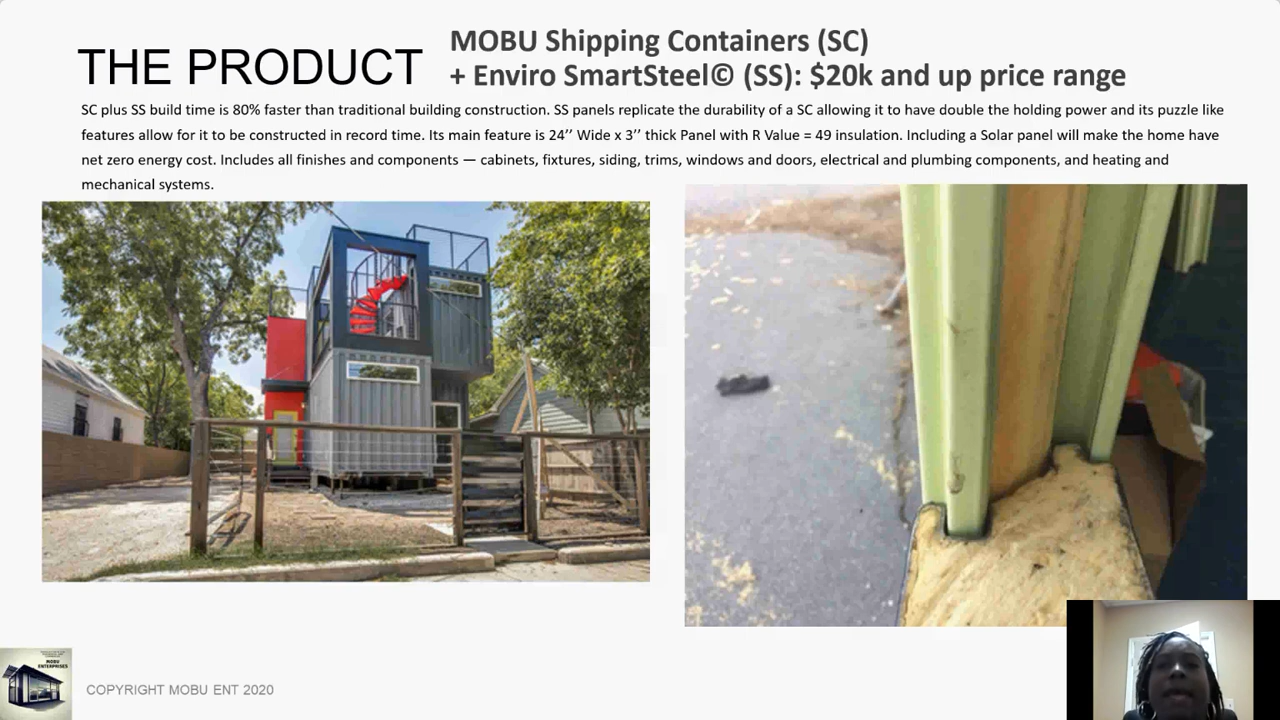 THE PRODUCT
MOBU Shipping Containers (SC)
+ Enviro SmartSteel© (SS): $20k and up price range
SC plus SS build time is 80% faster than traditional building construction. SS panels replicate the durability of a SC allowing it to have double the holding power and its puzzle like
features allow for it to be constructed in record time. Its main feature is 24’’ Wide x 3’’ thick Panel with R Value = 49 insulation. Including a Solar panel will make the home have
net zero energy cost. Includes all finishes and components — cabinets, fixtures, siding, trims, windows and doors, electrical and plumbing components, and heating and
mechanical systems.
MOBU
ENTERPRISES
COPYRIGHT MOBU ENT 2020